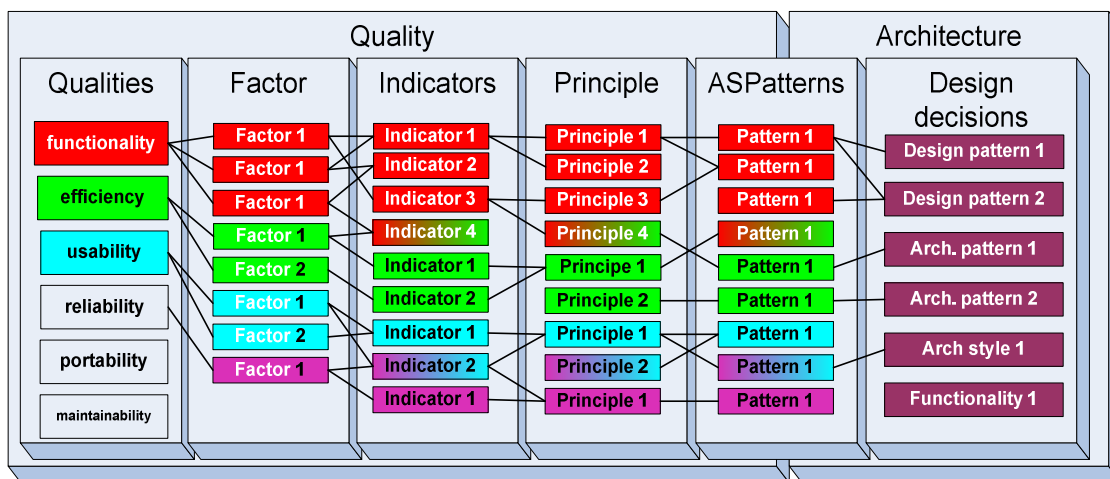 Quality
Architecture
Qualities
functionality
efficiency
usability
reliability
portability
maintainability
Factor
Factor 1
Factor 1
Factor 1
Factor 1
Factor 2
Factor 1
Factor 2
Factor 1
Indicators
Indicator 1
Indicator 2
Indicator 3
Indicator 4
Indicator 1
Indicator 2
Indicator 1
Indicator 2
Indicator 1
Principle
Principle 1
Principle 2
Principle 3
Principle 4
Principe 1
Principle 2
Principle 1
Principle 2
Principle 1
ASPatterns
Pattern 1
Pattern 1
Pattern 1
Pattern 1
Pattern 1
Pattern 1
Pattern 1
Pattern 1
Pattern 1
Design
decisions
Design pattern 1
Design pattern 2
Arch. pattern 1
Arch. pattern 2
Arch style 1
Functionality 1